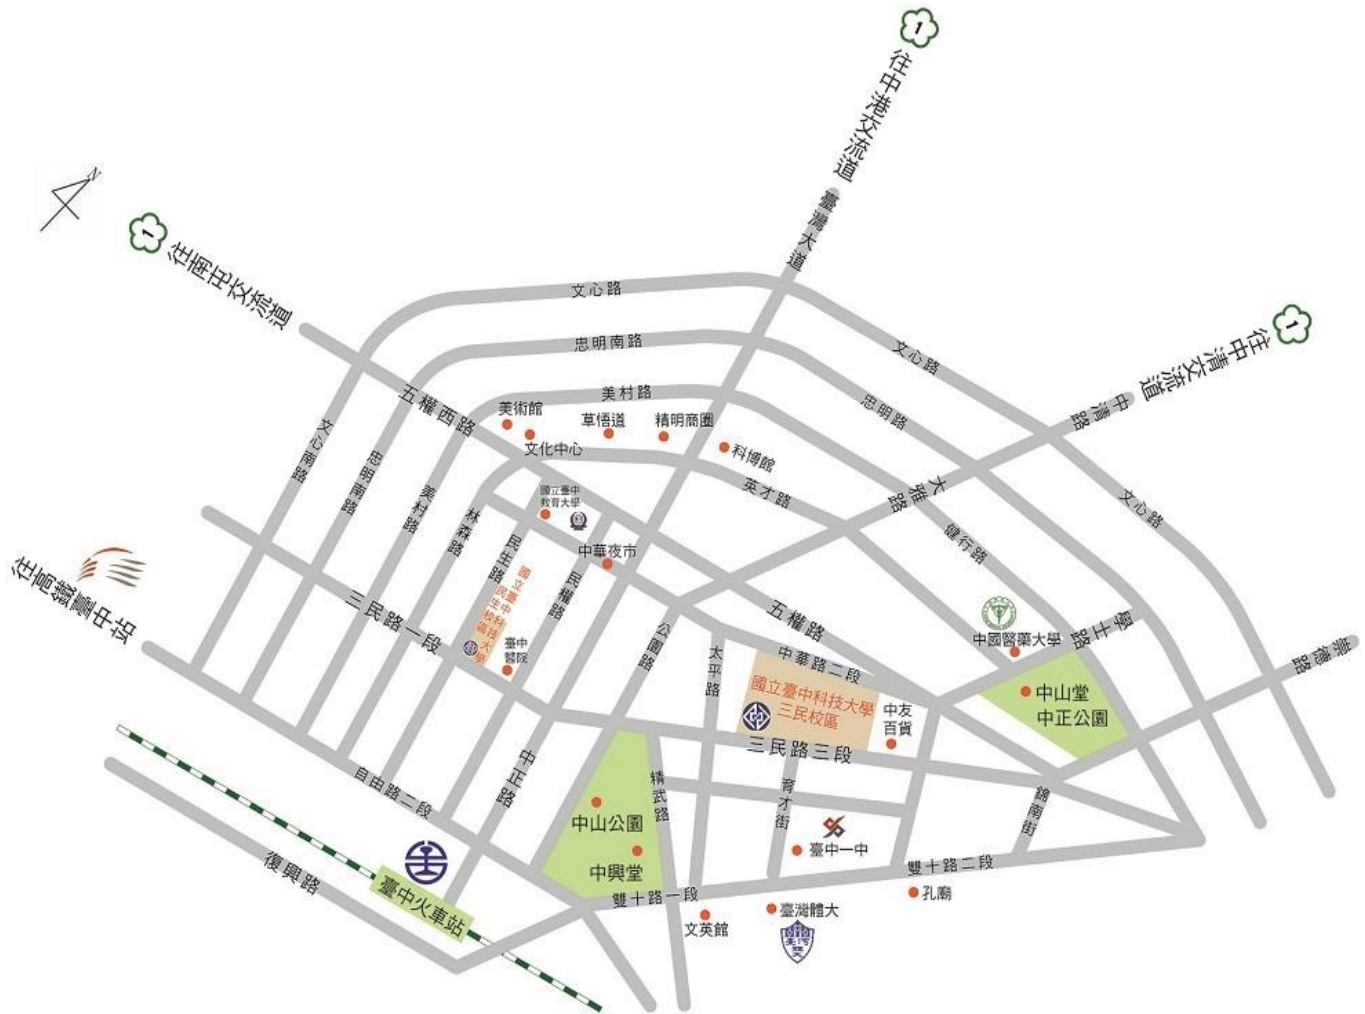 1
往中港交流道
臺灣大道
N
1
往南屯交流道
文心路
1
往中清交流道
中清路
忠明南路
文心路
美村路
忠明路
五權西路
美術館
草悟道
精明商圈
文化中心
科博館
文心南路
忠明南路
美村路
林森路
英才路
大雅路
文心路
國立臺中
教育大學
健行路
民生路
中華夜市
民權路
往高鐵臺中站
國立臺中科技大學
民生校區
三民路一段
臺中
醫院
公園路
太平路
五權路
中華路二段
中國醫藥大學
學士路
崇德路
國立臺中科技大學
三民校區
中友
百貨
中山堂
中正公園
三民路三段
中正路
自由路二段
精武路
育才街
錦南街
中山公園
中興堂
臺中一中
復興路
臺中火車站
雙十路一段
雙十路二段
孔廟
文英館
臺灣體大